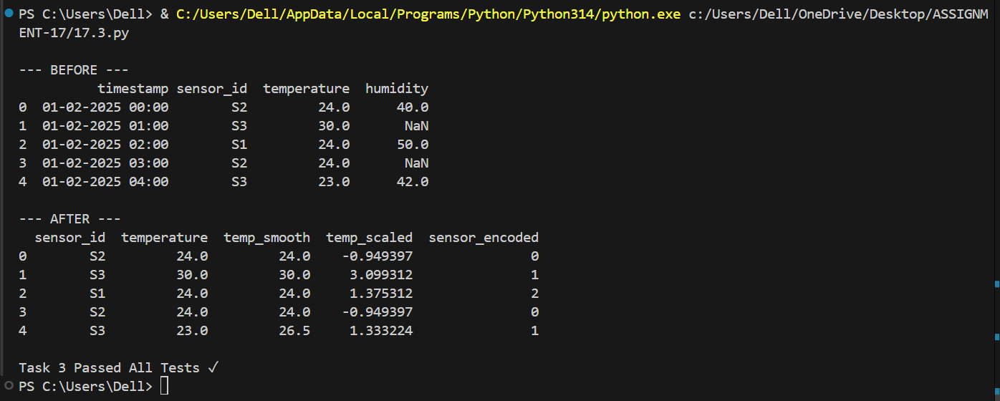 PS C:\Users\Dell> & C:/Users/Dell/AppData/Local/Programs/Python/Python314/python.exe c:/Users/Dell/OneDrive/Desktop/ASSIGNM
ENT-17/17.3.py
--- BEFORE ---
timestamp sensor_id temperature humidity
0 01-02-2025 00:00 S2 24.0 40.0
1 01-02-2025 01:00 S3 30.0 NaN
2 01-02-2025 02:00 S1 24.0 50.0
3 01-02-2025 03:00 S2 24.0 NaN
4 01-02-2025 04:00 S3 23.0 42.0
--- AFTER ---
sensor_id temperature temp_smooth temp_scaled sensor_encoded
0 S2 24.0 24.0 -0.949397 0
1 S3 30.0 30.0 3.099312 1
2 S1 24.0 24.0 1.375312 2
3 S2 24.0 24.0 -0.949397 0
4 S3 23.0 26.5 1.333224 1
Task 3 Passed All Tests ✓
PS C:\Users\Dell>